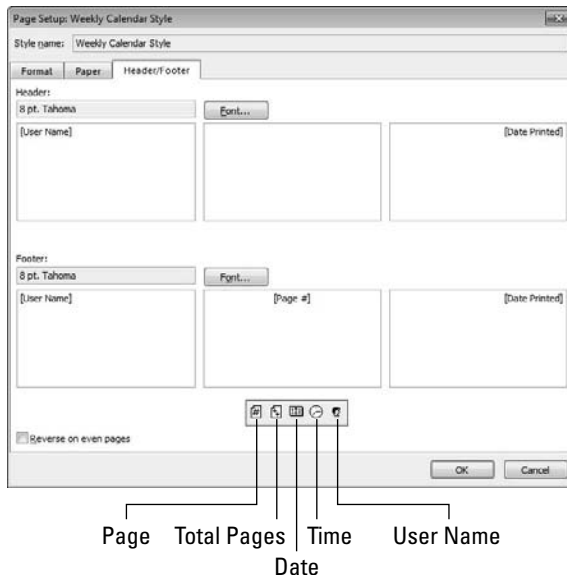 Page Setup: Weekly Calendar Style
Style name: Weekly Calendar Style
Format Paper Header/Footer
Header:
8 pt. Tahoma Font...
[User Name] [Date Printed]
Footer:
8 pt. Tahoma Font...
[User Name] [Page #] [Date Printed]
Reverse on even pages
OK Cancel
Page Total Pages Time User Name
Date